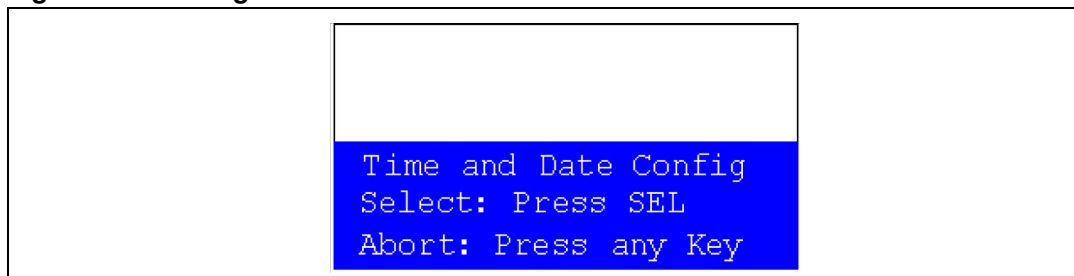 Time and Date Config
Select: Press SEL
Abort: Press any Key